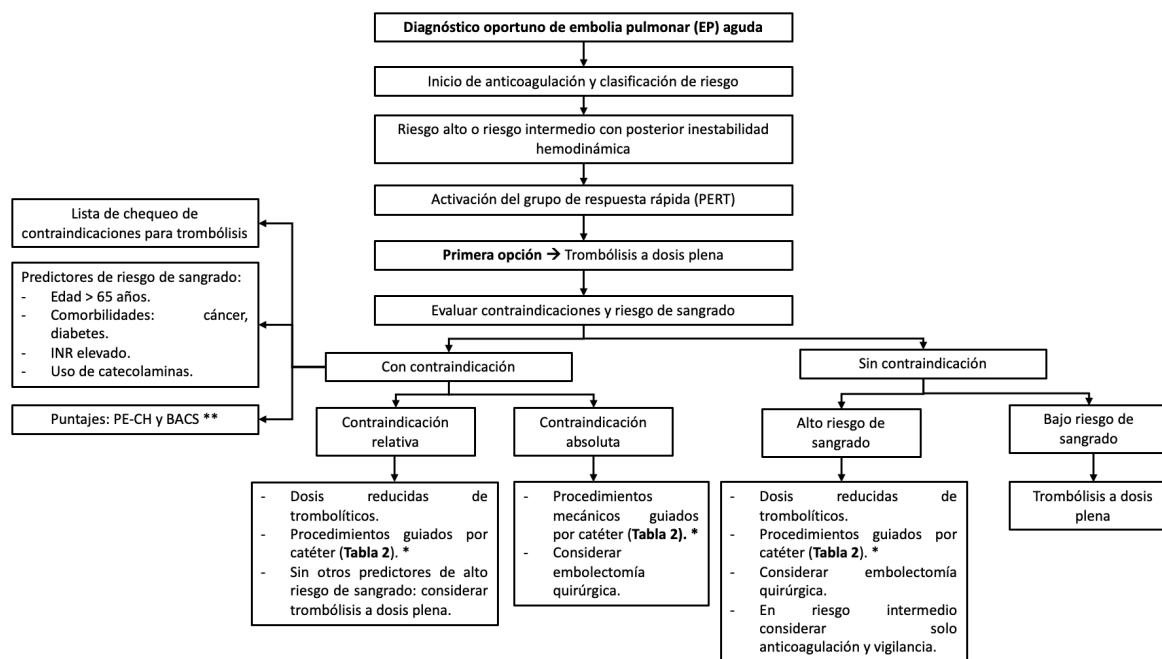 Diagnóstico oportuno de embolia pulmonar (EP) aguda
Inicio de anticoagulación y clasificación de riesgo
Riesgo alto o riesgo intermedio con posterior inestabilidad
hemodinámica
Activación del grupo de respuesta rápida (PERT)
Primera opción → Trombólisis a dosis plena
Evaluar contraindicaciones y riesgo de sangrado
Lista de chequeo de
contraindicaciones para trombólisis
Predictores de riesgo de sangrado:
- Edad > 65 años.
- Comorbilidades: cáncer,
diabetes.
- INR elevado.
- Uso de catecolaminas.
Puntajes: PE-CH y BACS **
Con contraindicación
Sin contraindicación
Contraindicación
relativa
Contraindicación
absoluta
Alto riesgo de
sangrado
Bajo riesgo de
sangrado
- Dosis reducidas de
trombolíticos.
- Procedimientos guiados por
catéter (Tabla 2). *
- Sin otros predictores de alto
riesgo de sangrado: considerar
trombólisis a dosis plena.
- Procedimientos
mecánicos guiados
por catéter (Tabla 2). *
- Considerar
embolectomía
quirúrgica.
- Dosis reducidas de
trombolíticos.
- Procedimientos guiados por
catéter (Tabla 2). *
- Considerar embolectomía
quirúrgica.
- En riesgo intermedio
considerar solo
anticoagulación y vigilancia.
Trombólisis a dosis
plena